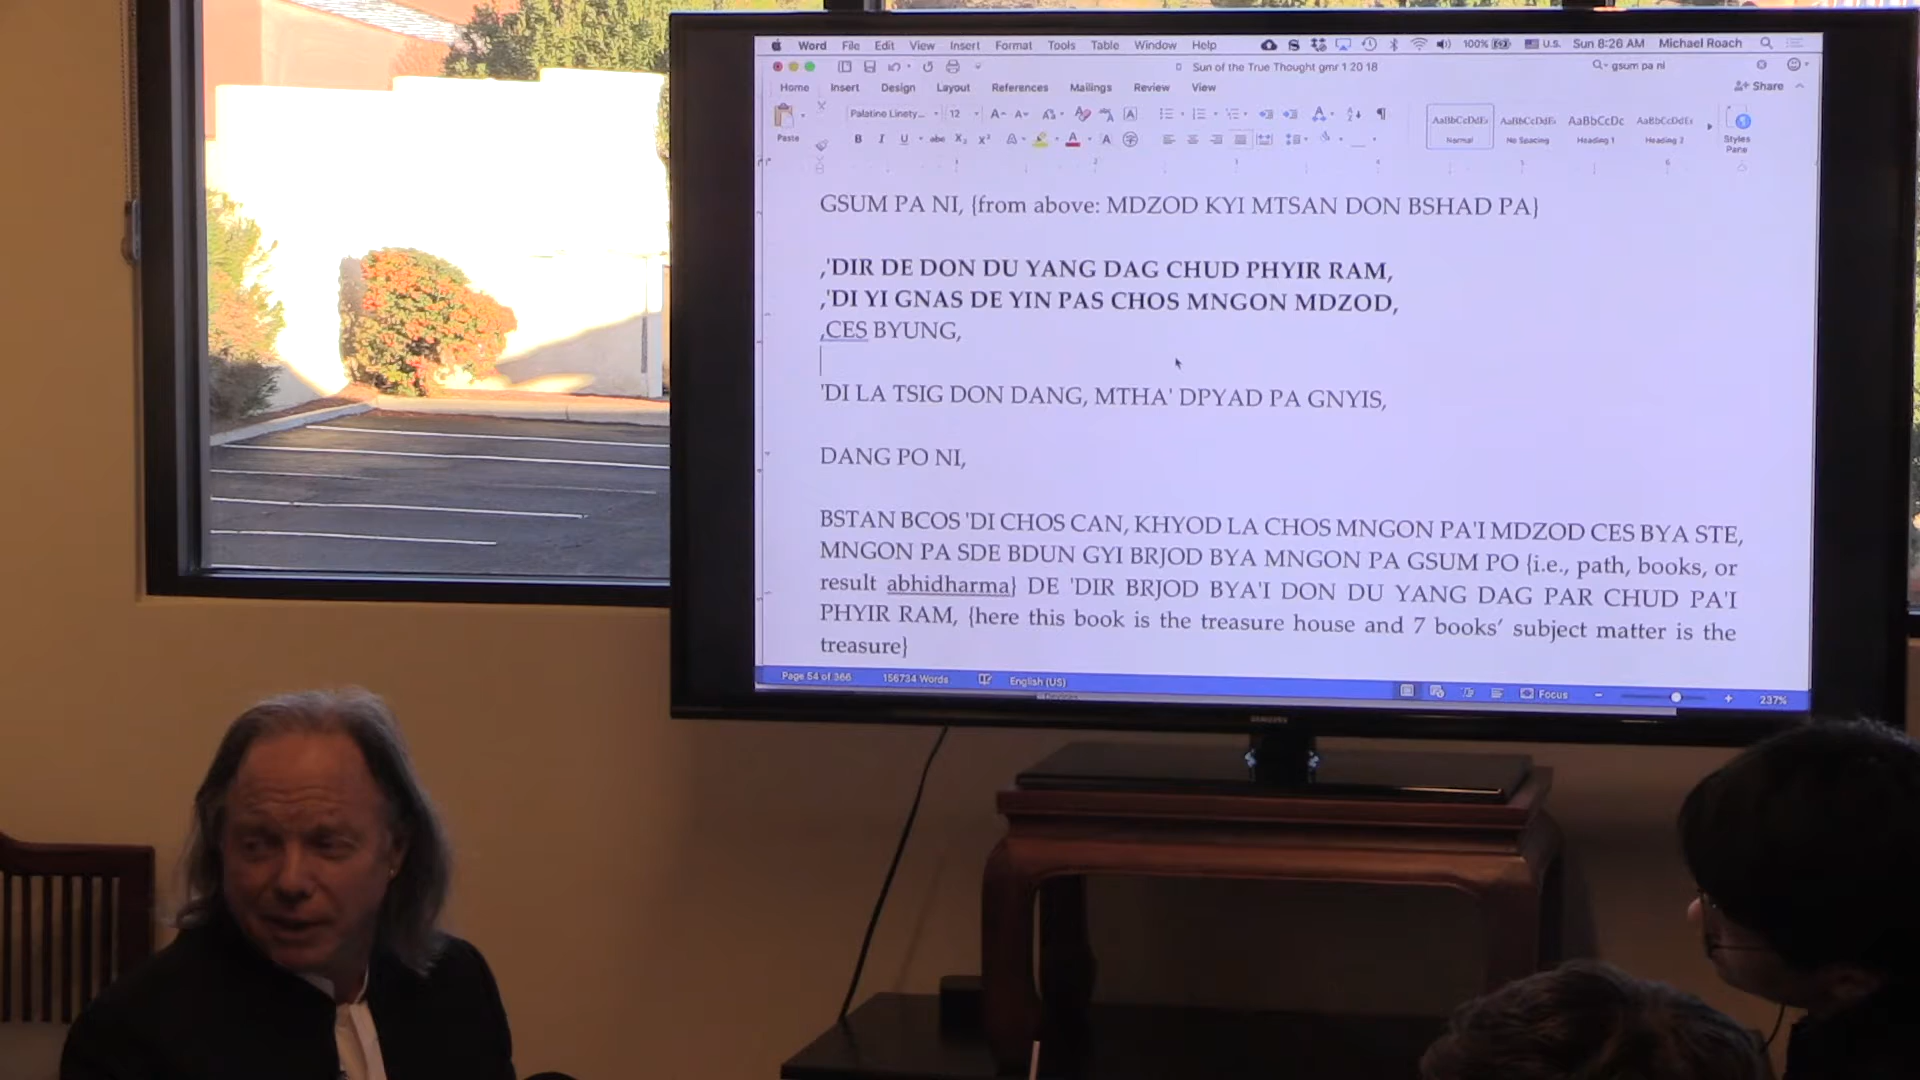 Word File Edit View Insert Format Tools Table Window Help 100% U.S. Sun 8:26 AM Michael Roach
Sun of the True Thought gmr 1 20 18 gsum pa ni
Home Insert Design Layout References Mailings Review View Share
Palatino Linoty... 12
Paste B I U abc X₂ X² A
AaBbCcDdEe AaBbCcDdEe AaBbCcDc AaBbCcDdEe
Normal No Spacing Heading 1 Heading 2 Styles Pane
GSUM PA NI, {from above: MDZOD KYI MTSAN DON BSHAD PA}
,'DIR DE DON DU YANG DAG CHUD PHYIR RAM,
,'DI YI GNAS DE YIN PAS CHOS MNGON MDZOD,
,CES BYUNG,
'DI LA TSIG DON DANG, MTHA' DPYAD PA GNYIS,
DANG PO NI,
BSTAN BCOS 'DI CHOS CAN, KHYOD LA CHOS MNGON PA'I MDZOD CES BYA STE,
MNGON PA SDE BDUN GYI BRJOD BYA MNGON PA GSUM PO {i.e., path, books, or
result abhidharma} DE 'DIR BRJOD BYA'I DON DU YANG DAG PAR CHUD PA'I
PHYIR RAM, {here this book is the treasure house and 7 books' subject matter is the
treasure}
Page 54 of 366 156734 Words English (US) Focus 237%
SAMSUNG